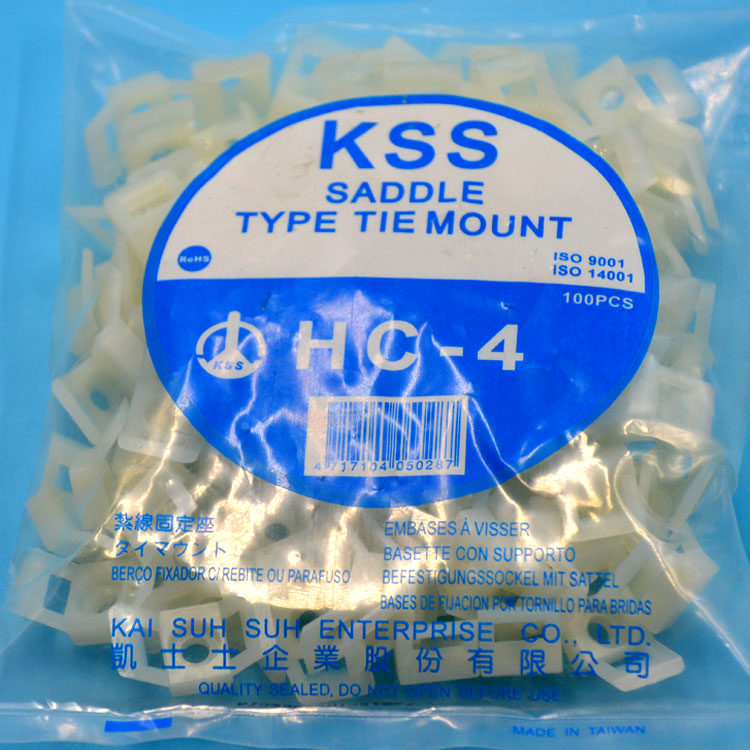 KSS
SADDLE
TYPE TIE MOUNT
RoHS
ISO 9001
ISO 14001
100PCS
KSS
HC-4
4 717104 050287
紮線固定座
タイマウント
BERÇO FIXADOR C/REBITE OU PARAFUSO
EMBASES À VISSER
BASETTE CON SUPPORTO
BEFESTIGUNGSSOCKEL MIT SATTEL
BASES DE FIJACION POR TORNILLO PARA BRIDAS
KAI SUH SUH ENTERPRISE CO., LTD.
凱士士企業股份有限公司
QUALITY SEALED, DO NOT OPEN BEFORE USE
MADE IN TAIWAN